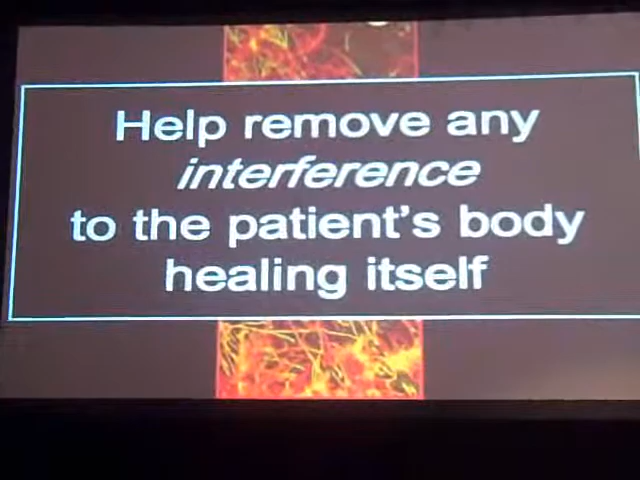 Help remove any
interference
to the patient's body
healing itself